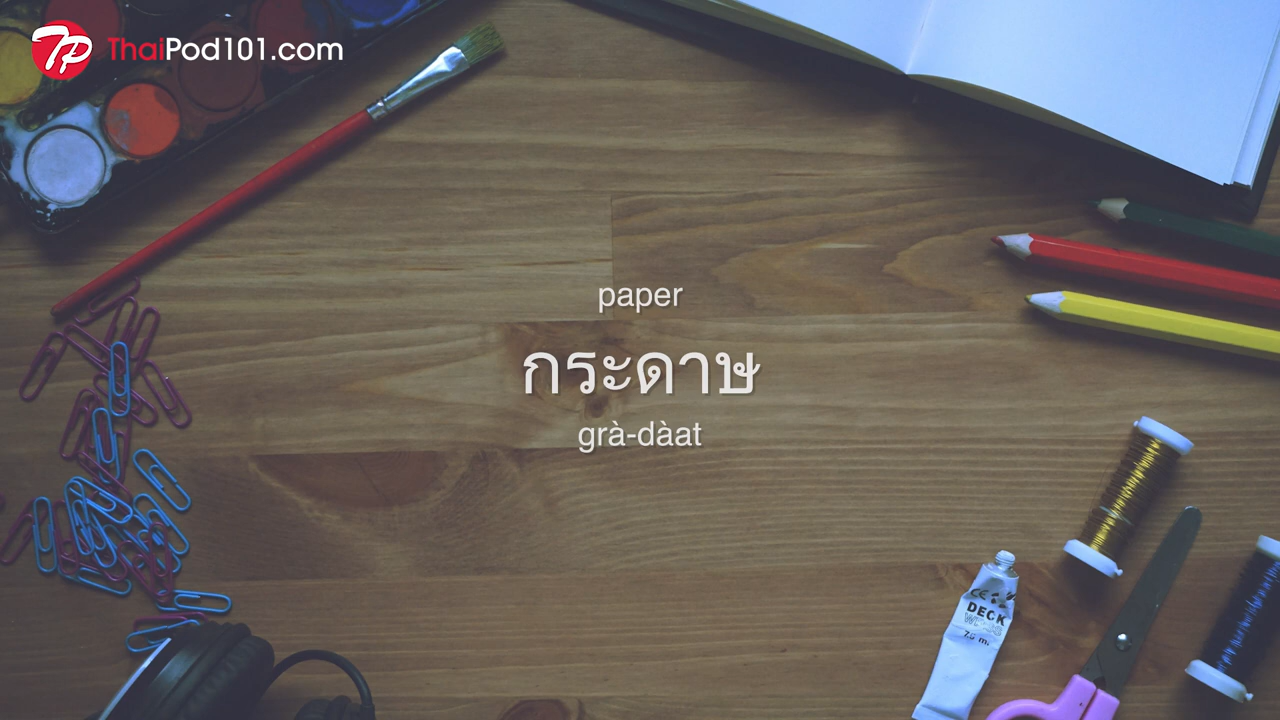 ThaiPod101.com
paper
กระดาษ
grà-dàat
DECK